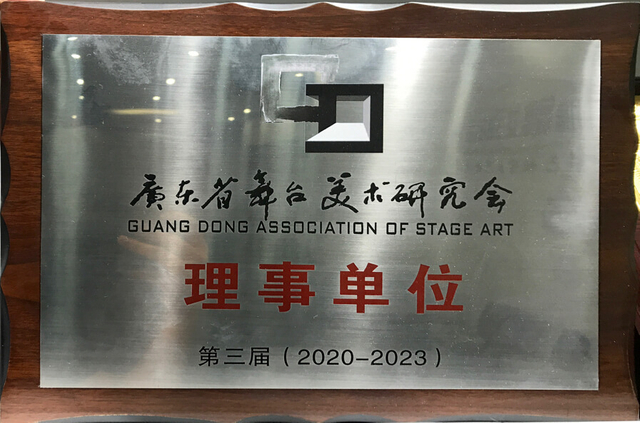 廣东省舞台美术研究会
GUANG DONG ASSOCIATION OF STAGE ART
理事单位
第三届（2020-2023）